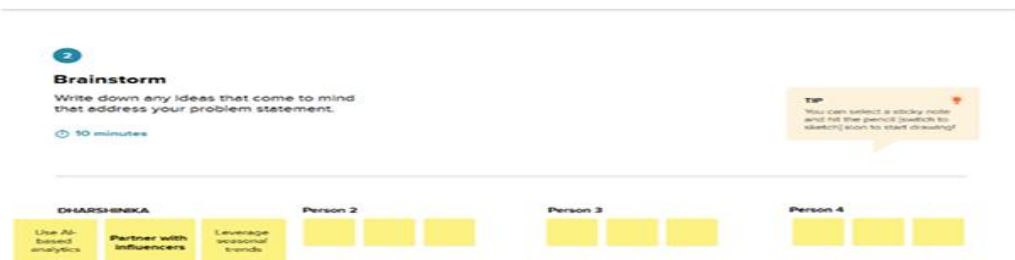 2
Brainstorm
Write down any ideas that come to mind
that address your problem statement.
10 minutes
TIP
You can select a sticky note
and hit the pencil [switch to
sketch] icon to start drawing!
DHARSHINIKA
Person 2
Person 3
Person 4
Use AI-
based
analytics
Partner with
influencers
Leverage
seasonal
trends